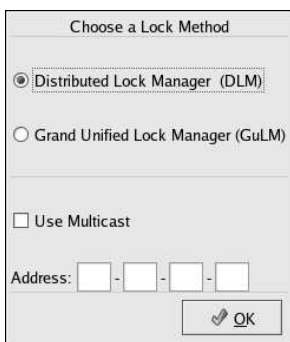 Choose a Lock Method
Distributed Lock Manager (DLM)
Grand Unified Lock Manager (GuLM)
Use Multicast
Address: - - -
OK